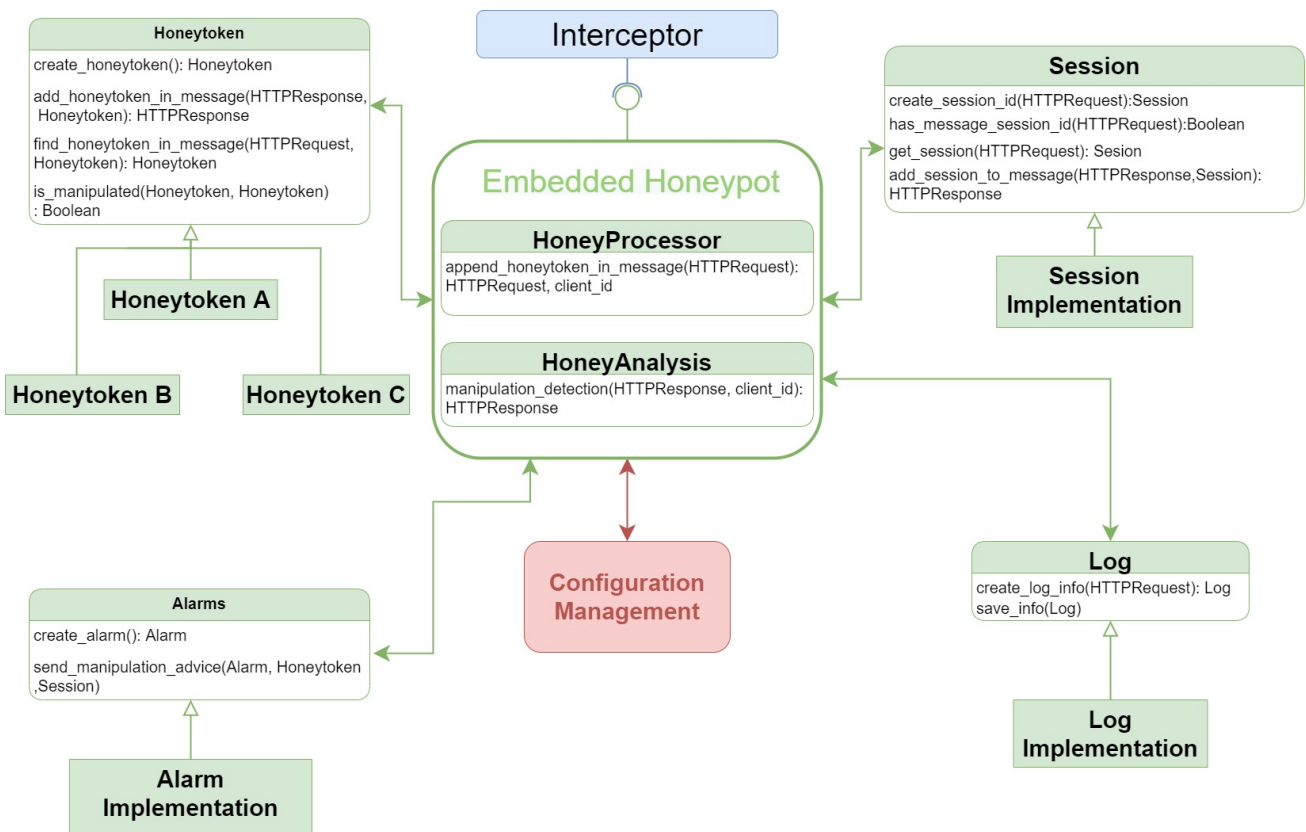 Honeytoken
create_honeytoken(): Honeytoken
add_honeytoken_in_message(HTTPResponse,
Honeytoken): HTTPResponse
find_honeytoken_in_message(HTTPRequest,
Honeytoken): Honeytoken
is_manipulated(Honeytoken, Honeytoken)
: Boolean
Honeytoken A
Honeytoken B
Honeytoken C
Interceptor
Embedded Honeypot
HoneyProcessor
append_honeytoken_in_message(HTTPRequest):
HTTPRequest, client_id
HoneyAnalysis
manipulation_detection(HTTPResponse, client_id):
HTTPResponse
Session
create_session_id(HTTPRequest):Session
has_message_session_id(HTTPRequest):Boolean
get_session(HTTPRequest): Sesion
add_session_to_message(HTTPResponse,Session):
HTTPResponse
Session
Implementation
Configuration
Management
Alarms
create_alarm(): Alarm
send_manipulation_advice(Alarm, Honeytoken
,Session)
Alarm
Implementation
Log
create_log_info(HTTPRequest): Log
save_info(Log)
Log
Implementation